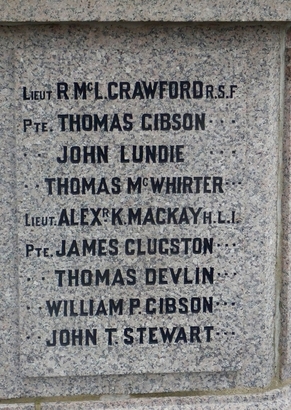 LIEUT R. McL. CRAWFORD R.S.F
PTE. THOMAS GIBSON ···
·· JOHN LUNDIE ···
·· THOMAS McWHIRTER ···
LIEUT. ALEXR K. MACKAY H.L.I.
PTE. JAMES CLUGSTON ···
·· THOMAS DEVLIN ···
·· WILLIAM P. GIBSON ···
·· JOHN T. STEWART ···